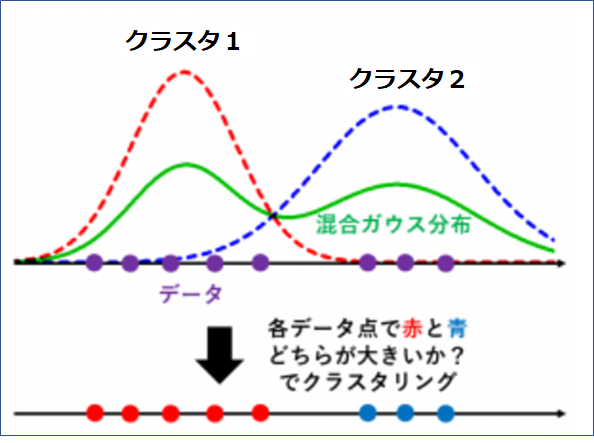 クラスタ１
クラスタ２
混合ガウス分布
データ
各データ点で赤と青
どちらが大きいか？
でクラスタリング